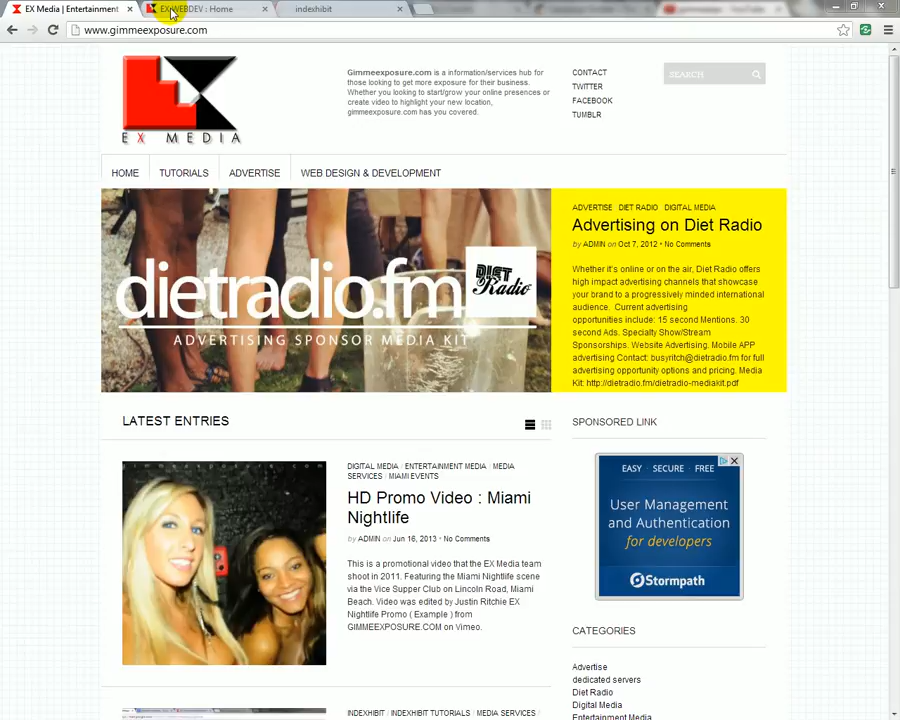 EX Media | Entertainment
EX:WEBDEV : Home
indexhibit
www.gimmeexposure.com
EX MEDIA
Gimmeexposure.com is a information/services hub for
those looking to get more exposure for their business.
Whether you looking to start/grow your online presences or
create video to highlight your new location,
gimmeexposure.com has you covered.
CONTACT
TWITTER
FACEBOOK
TUMBLR
SEARCH
HOME
TUTORIALS
ADVERTISE
WEB DESIGN & DEVELOPMENT
dietradio.fm
DIET
Radio
ADVERTISING SPONSOR MEDIA KIT
ADVERTISE DIET RADIO DIGITAL MEDIA
Advertising on Diet Radio
by ADMIN on Oct 7, 2012 • No Comments
Whether it's online or on the air, Diet Radio offers
high impact advertising channels that showcase
your brand to a progressively minded international
audience. Current advertising
opportunities include: 15 second Mentions. 30
second Ads. Specialty Show/Stream
Sponsorships. Website Advertising. Mobile APP
advertising Contact: busyritch@dietradio.fm for full
advertising opportunity options and pricing. Media
Kit: http://dietradio.fm/dietradio-mediakit.pdf
LATEST ENTRIES
gimmeexposure.com
DIGITAL MEDIA / ENTERTAINMENT MEDIA / MEDIA
SERVICES / MIAMI EVENTS
HD Promo Video : Miami
Nightlife
by ADMIN on Jun 16, 2013 • No Comments
This is a promotional video that the EX Media team
shoot in 2011. Featuring the Miami Nightlife scene
via the Vice Supper Club on Lincoln Road, Miami
Beach. Video was edited by Justin Ritchie EX
Nightlife Promo ( Example ) from
GIMMEEXPOSURE.COM on Vimeo.
INDEXHIBIT / INDEXHIBIT TUTORIALS / MEDIA SERVICES /
SPONSORED LINK
EASY · SECURE · FREE
User Management
and Authentication
for developers
Stormpath
CATEGORIES
Advertise
dedicated servers
Diet Radio
Digital Media
Entertainment Media